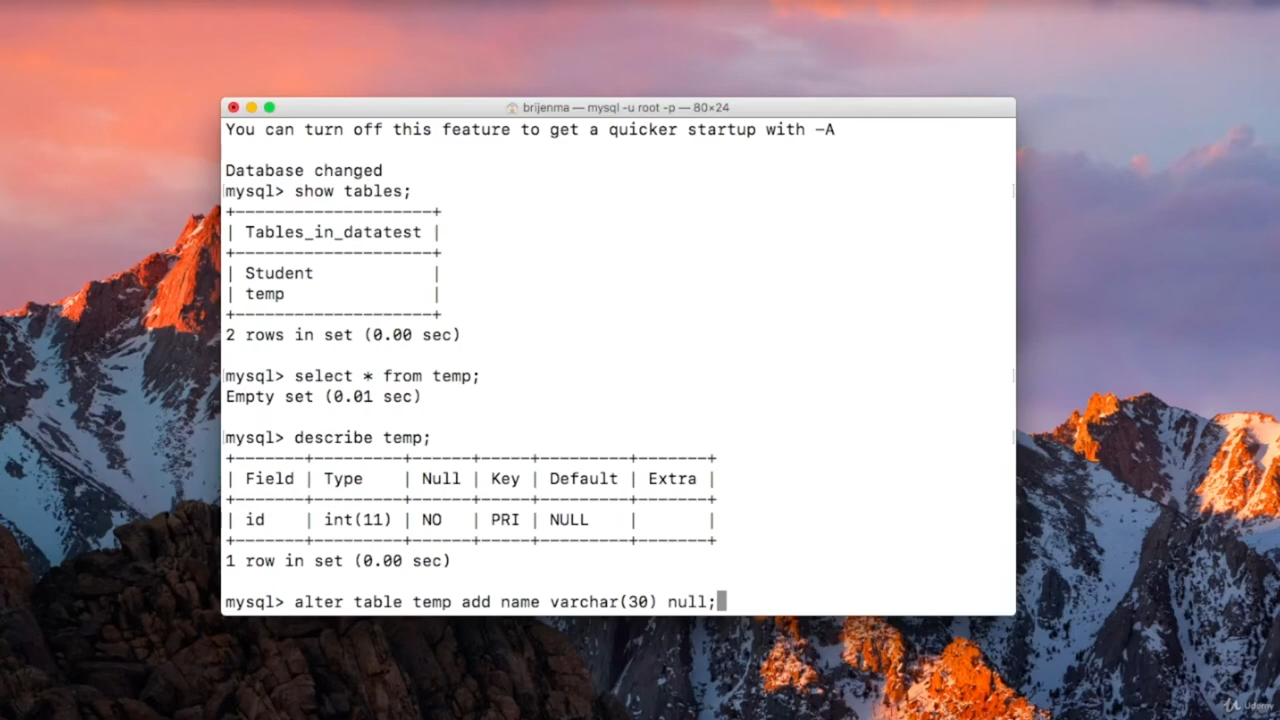 brijenma — mysql -u root -p — 80×24
You can turn off this feature to get a quicker startup with -A
Database changed
mysql> show tables;
+--------------------+
| Tables_in_datatest |
+--------------------+
| Student            |
| temp               |
+--------------------+
2 rows in set (0.00 sec)
mysql> select * from temp;
Empty set (0.01 sec)
mysql> describe temp;
+-------+---------+------+-----+---------+-------+
| Field | Type    | Null | Key | Default | Extra |
+-------+---------+------+-----+---------+-------+
| id    | int(11) | NO   | PRI | NULL    |       |
+-------+---------+------+-----+---------+-------+
1 row in set (0.00 sec)
mysql> alter table temp add name varchar(30) null;
Udemy